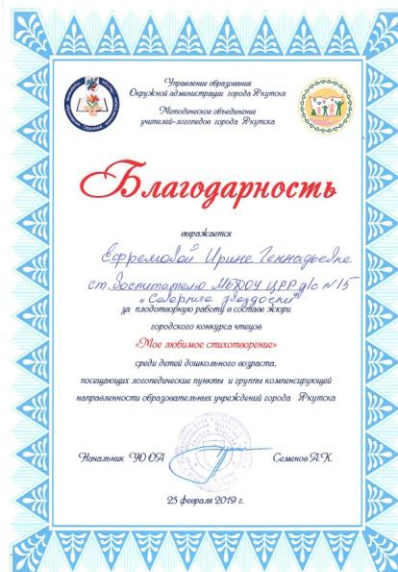 Управление образования
Окружной администрации города Якутска
Методическое объединение
учителей-логопедов города Якутска
Благодарность
выражается
Ефремовой Ирине Геннадьевне
ст. воспитателю МБДОУ ЦРР д/с №15
"Северные звездочки"
за плодотворную работу в составе жюри
городского конкурса чтецов
«Мое любимое стихотворение»
среди детей дошкольного возраста,
посещающих логопедические пункты и группы компенсирующей
направленности образовательных учреждений города Якутска
Начальник УО ОА Семенов А.К.
25 февраля 2019 г.